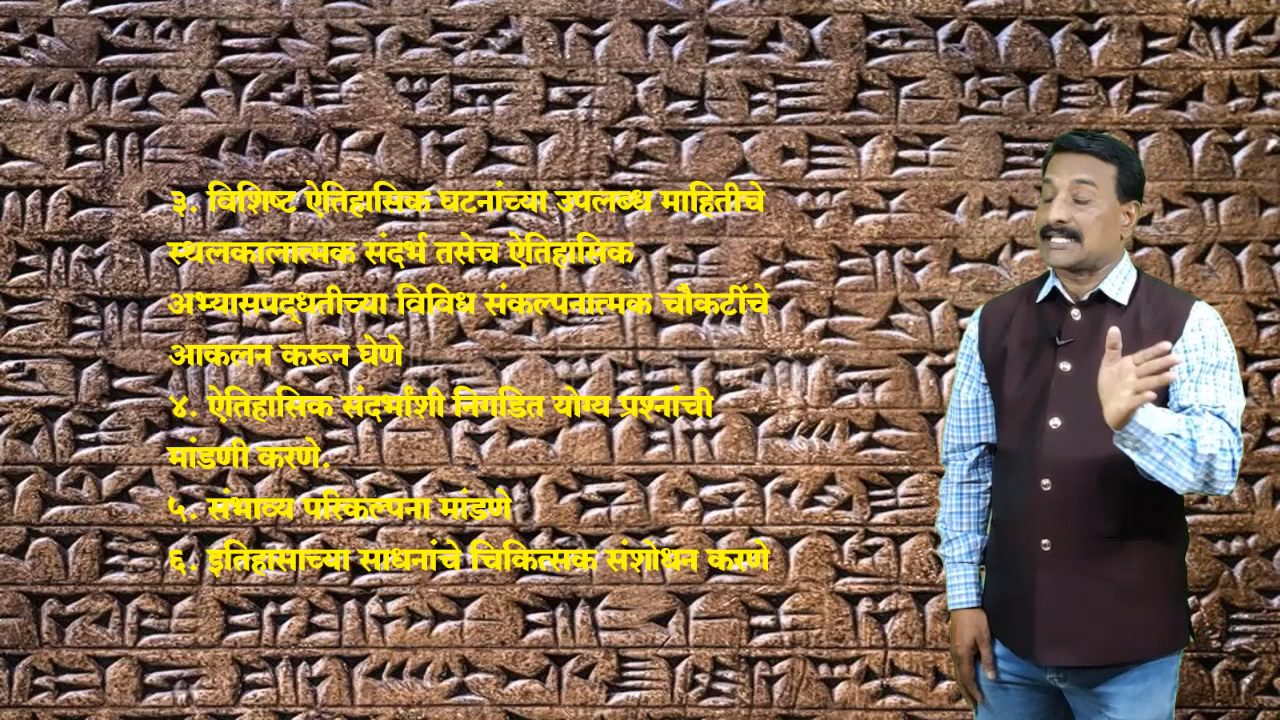 ३. विशिष्ट ऐतिहासिक घटनांच्या उपलब्ध माहितीचे
स्थलकालात्मक संदर्भ तसेच ऐतिहासिक
अभ्यासपद्धतीच्या विविध संकल्पनात्मक चौकटींचे
आकलन करून घेणे
४. ऐतिहासिक संदर्भांशी निगडित योग्य प्रश्नांची
मांडणी करणे.
५. संभाव्य परिकल्पना मांडणे
६. इतिहासाच्या साधनांचे चिकित्सक संशोधन करणे